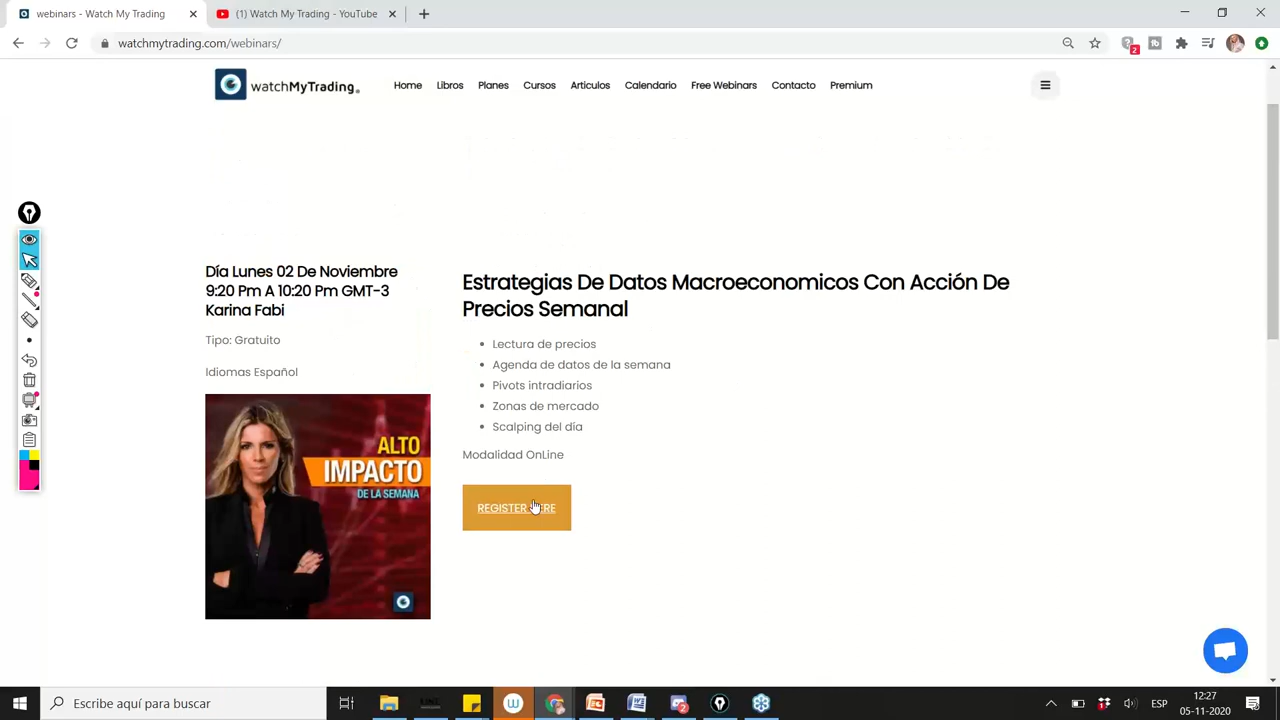 webinars - Watch My Trading
(1) Watch My Trading - YouTube
watchmytrading.com/webinars/
2
watchMyTrading.
Home Libros Planes Cursos Articulos Calendario Free Webinars Contacto Premium
Día Lunes 02 De Noviembre
9:20 Pm A 10:20 Pm GMT-3
Karina Fabi
Tipo: Gratuito
Idiomas Español
ALTO
IMPACTO
DE LA SEMANA
Estrategias De Datos Macroeconomicos Con Acción De
Precios Semanal
Lectura de precios
Agenda de datos de la semana
Pivots intradiarios
Zonas de mercado
Scalping del día
Modalidad OnLine
REGISTER HERE
Escribe aquí para buscar
ESP
12:27
05-11-2020